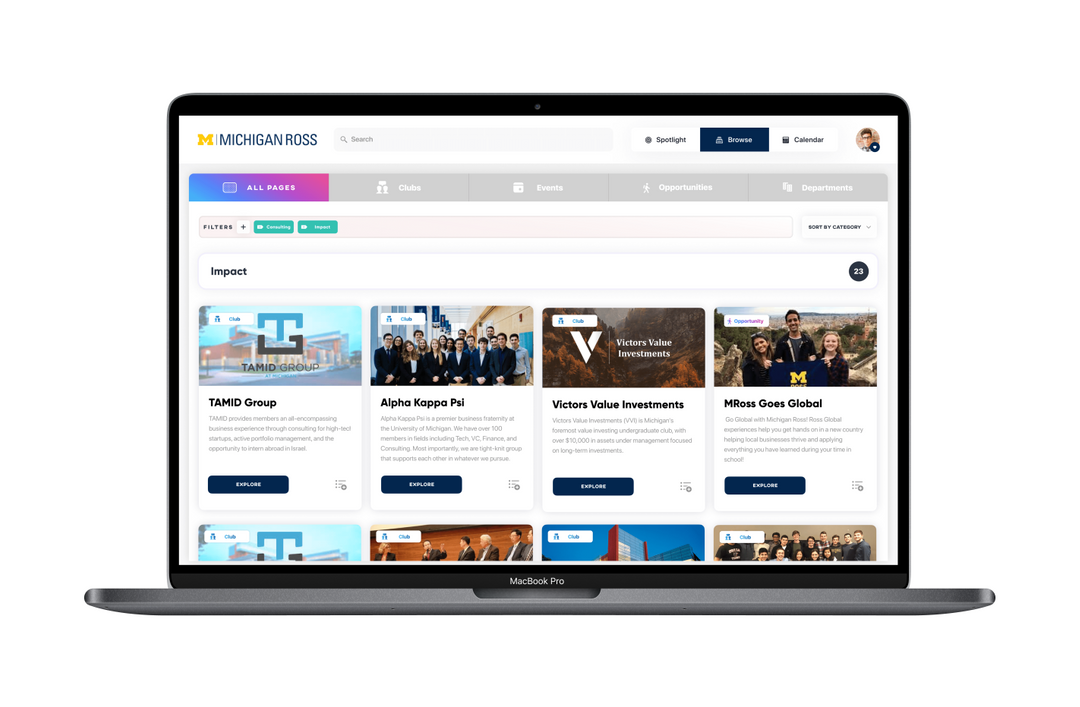 M | MICHIGAN ROSS
Search
Spotlight
Browse
Calendar
ALL PAGES
Clubs
Events
Opportunities
Departments
FILTERS +
Consulting
Impact
SORT BY CATEGORY
Impact
23
Club
TAMID GROUP
Club
Club
Victors Value
Investments
Opportunity
M
ROSS
TAMID Group
TAMID provides members an all-encompassing
business experience through consulting for high-tecl
startups, active portfolio management, and the
opportunity to intern abroad in Israel.
EXPLORE
Alpha Kappa Psi
Alpha Kappa Psi is a premier business fraternity at
the University of Michigan. We have over 100
members in fields including Tech, VC, Finance, and
Consulting. Most importantly, we are tight-knit group
that supports each other in whatever we pursue.
EXPLORE
Victors Value Investments
Victors Value Investments (VVI) is Michigan's
foremost value investing undergraduate club, with
over $10,000 in assets under management focused
on long-term investments.
EXPLORE
MRoss Goes Global
Go Global with Michigan Ross! Ross Global
experiences help you get hands on in a new country
helping local businesses thrive and applying
everything you have learned during your time in
school!
EXPLORE
Club
Club
Club
Club
MacBook Pro